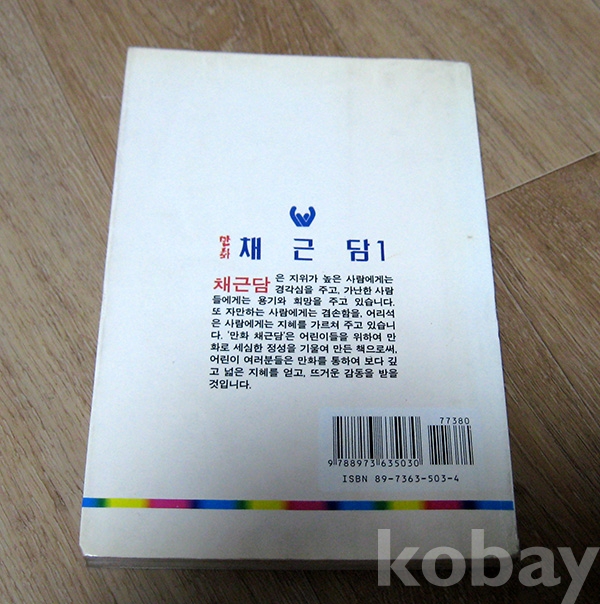 만화 채 근 담 1
채근담은 지위가 높은 사람에게는
경각심을 주고, 가난한 사람
들에게는 용기와 희망을 주고 있습니다.
또 자만하는 사람에게는 겸손함을, 어리석
은 사람에게는 지혜를 가르쳐 주고 있습니
다. '만화 채근담'은 어린이들을 위하여 만
화로 세심한 정성을 기울여 만든 책으로써,
어린이 여러분들은 만화를 통하여 보다 깊
고 넓은 지혜를 얻고, 뜨거운 감동을 받을
것입니다.
77380
9 788973 635030
ISBN 89-7363-503-4
kobay